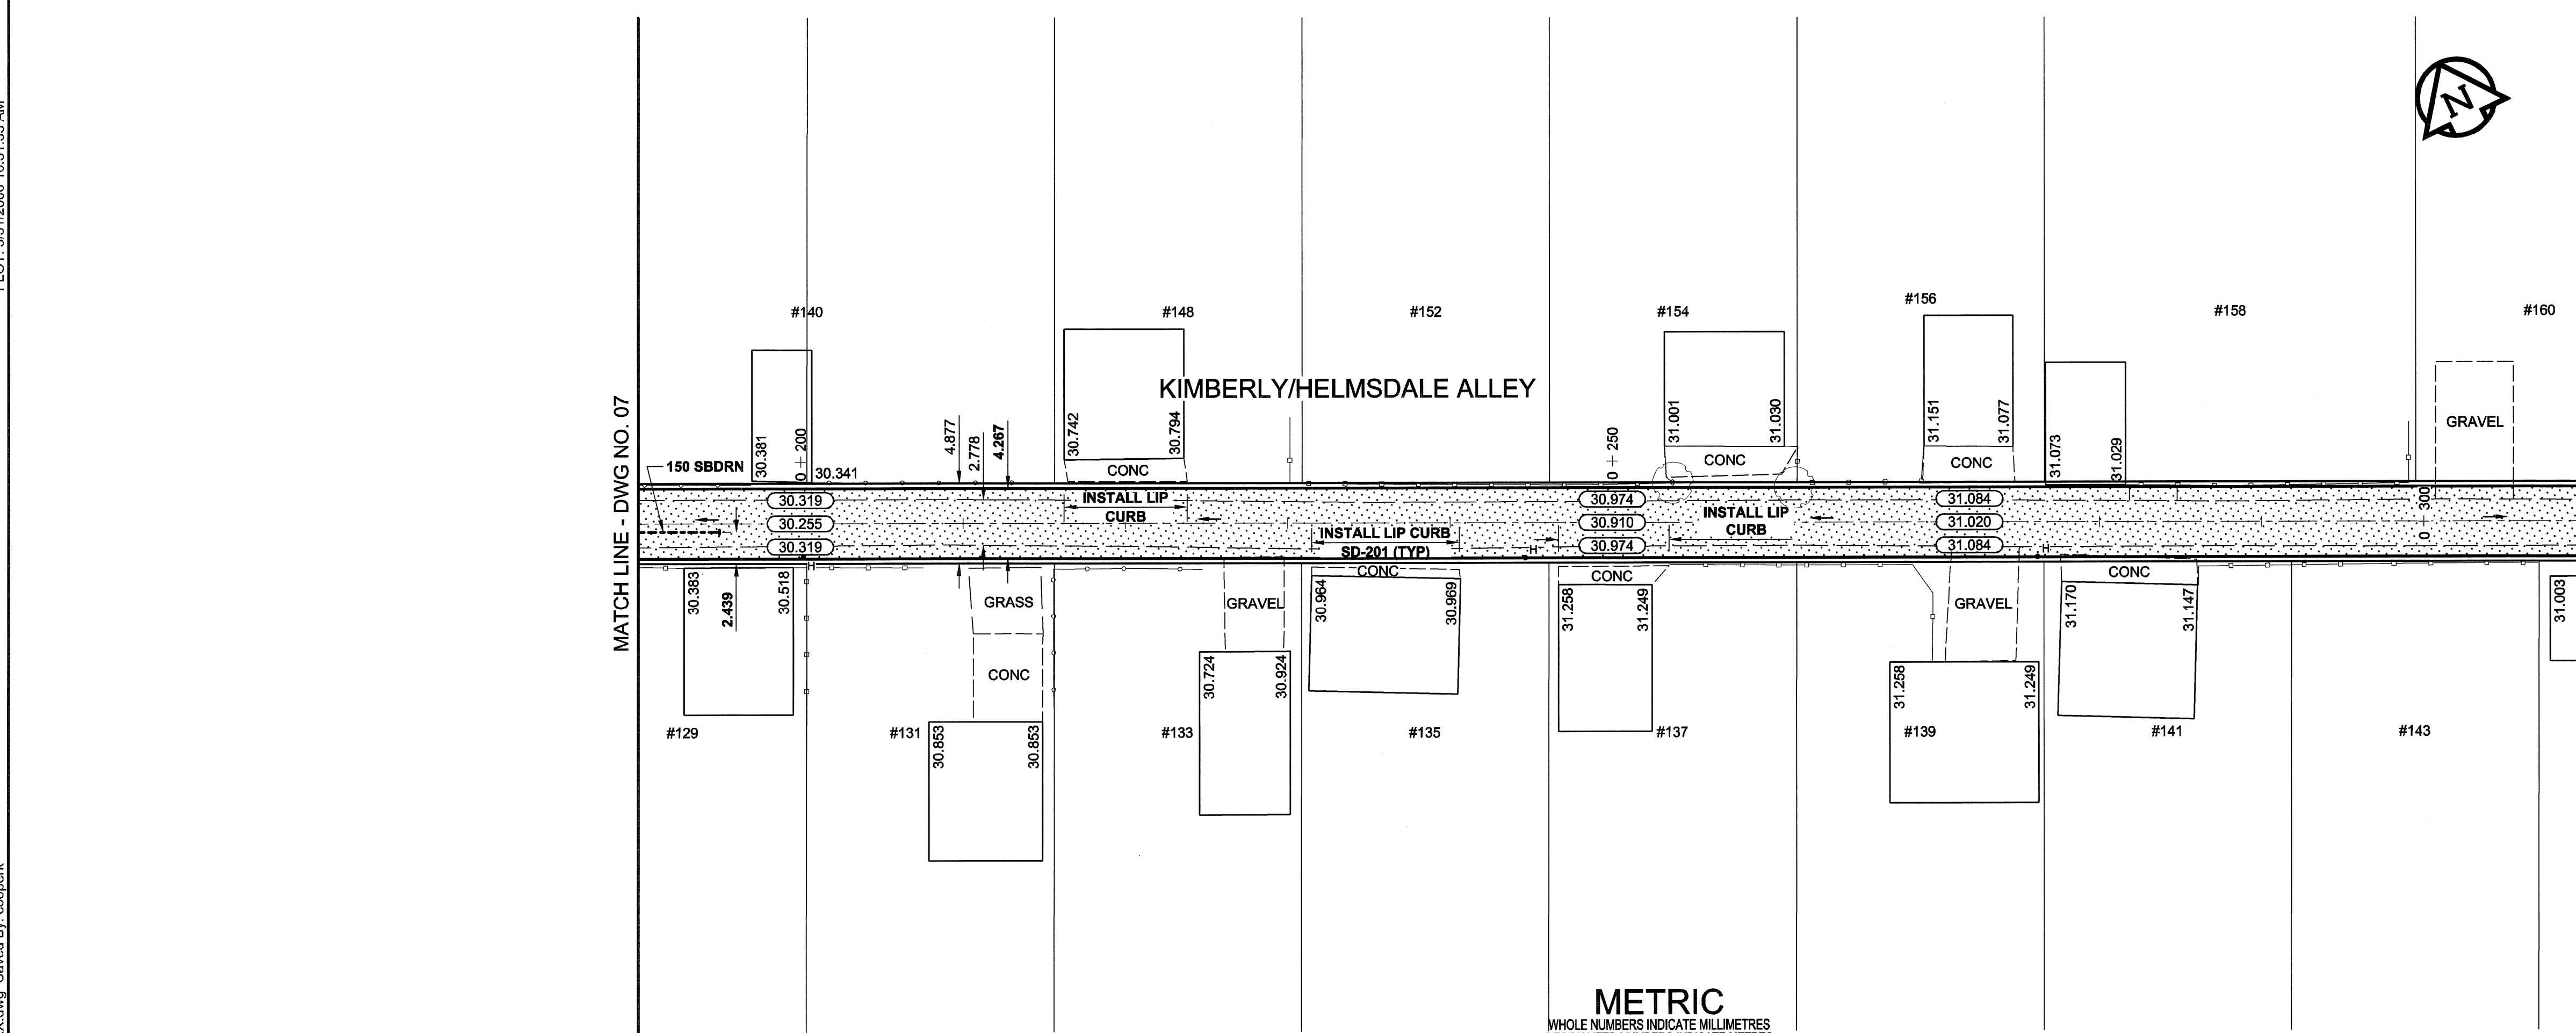 N
#140
#148
#152
#154
#156
#158
#160
KIMBERLY/HELMSDALE ALLEY
MATCH LINE - DWG NO. 07
150 SBDRN
30.381
0 + 200
30.341
4.877
2.778
4.267
30.742
30.794
CONC
0 + 250
31.001
31.030
CONC
31.151
31.077
CONC
31.073
31.029
GRAVEL
30.319
30.255
30.319
INSTALL LIP
CURB
INSTALL LIP CURB
SD-201 (TYP)
30.974
30.910
30.974
INSTALL LIP
CURB
31.084
31.020
31.084
0 + 300
H
H
H
30.383
2.439
30.518
GRASS
CONC
30.853
30.853
GRAVEL
30.724
30.924
CONC
30.964
30.969
CONC
31.258
31.249
GRAVEL
31.258
31.249
CONC
31.170
31.147
31.003
#129
#131
#133
#135
#137
#139
#141
#143
METRIC
WHOLE NUMBERS INDICATE MILLIMETRES